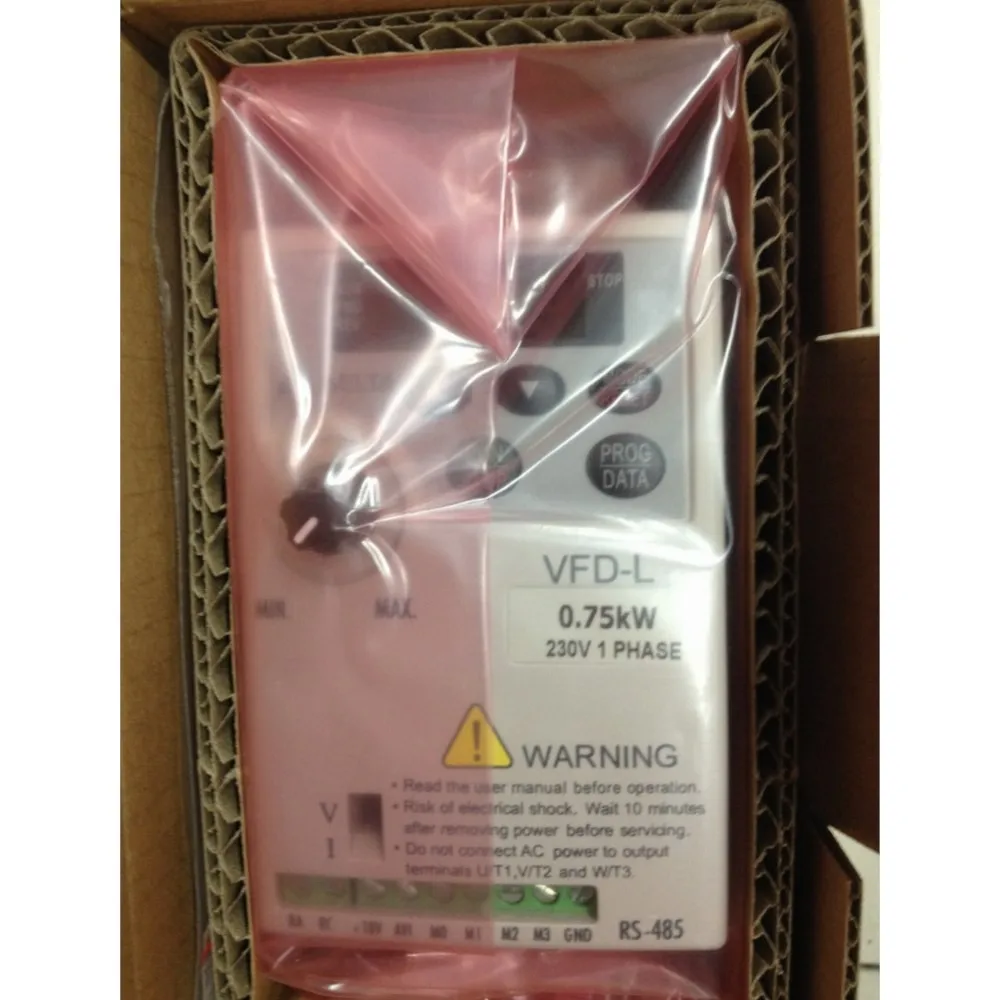 STOP
PROG
DATA
VFD-L
0.75kW
230V 1 PHASE
MIN.
MAX.
WARNING
• Read the user manual before operation.
• Risk of electrical shock. Wait 10 minutes
after removing power before servicing.
• Do not connect AC power to output
terminals U/T1,V/T2 and W/T3.
V
I
RA RC +10V AVI M0 M1 M2 M3 GND
RS-485